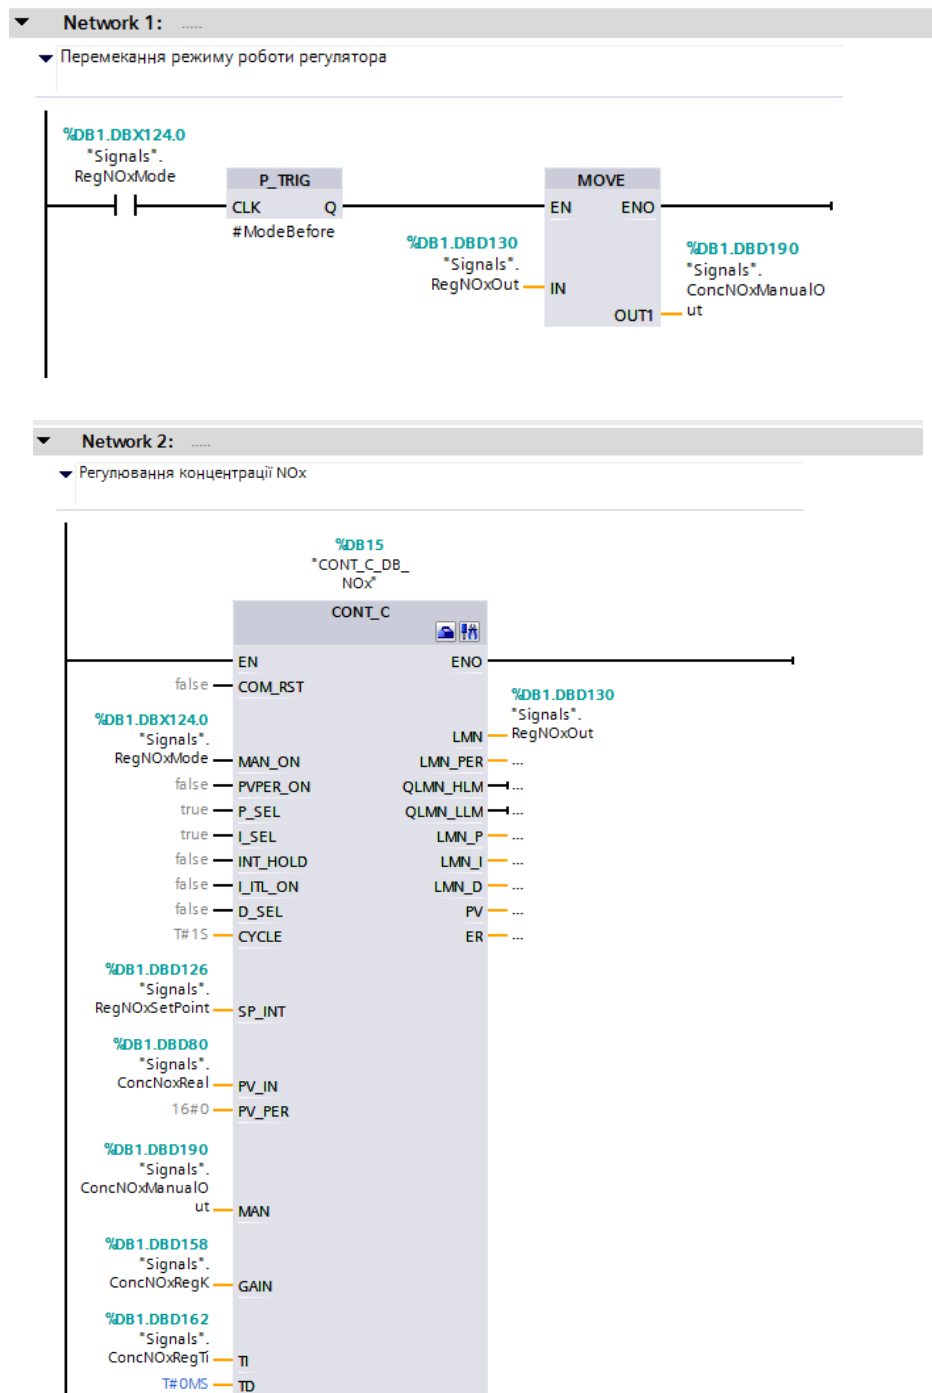 Network 1: .....
Перемекання режиму роботи регулятора
%DB1.DBX124.0
"Signals".
RegNOxMode
P_TRIG
CLK Q
#ModeBefore
MOVE
EN ENO
%DB1.DBD130
"Signals".
RegNOxOut
IN
OUT1
%DB1.DBD190
"Signals".
ConcNOxManualO
ut
Network 2: .....
Регулювання концентрації NOx
%DB15
"CONT_C_DB_
NOx"
CONT_C
EN ENO
false COM_RST
%DB1.DBD130
"Signals".
LMN RegNOxOut
%DB1.DBX124.0
"Signals".
RegNOxMode MAN_ON LMN_PER ...
false PVPER_ON QLMN_HLM ...
true P_SEL QLMN_LLM ...
true I_SEL LMN_P ...
false INT_HOLD LMN_I ...
false I_ITL_ON LMN_D ...
false D_SEL PV ...
T#1S CYCLE ER ...
%DB1.DBD126
"Signals".
RegNOxSetPoint SP_INT
%DB1.DBD80
"Signals".
ConcNoxReal PV_IN
16#0 PV_PER
%DB1.DBD190
"Signals".
ConcNOxManualO
ut MAN
%DB1.DBD158
"Signals".
ConcNOxRegK GAIN
%DB1.DBD162
"Signals".
ConcNOxRegTi TI
T#0MS TD